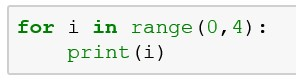 for i in range(0,4):
    print(i)